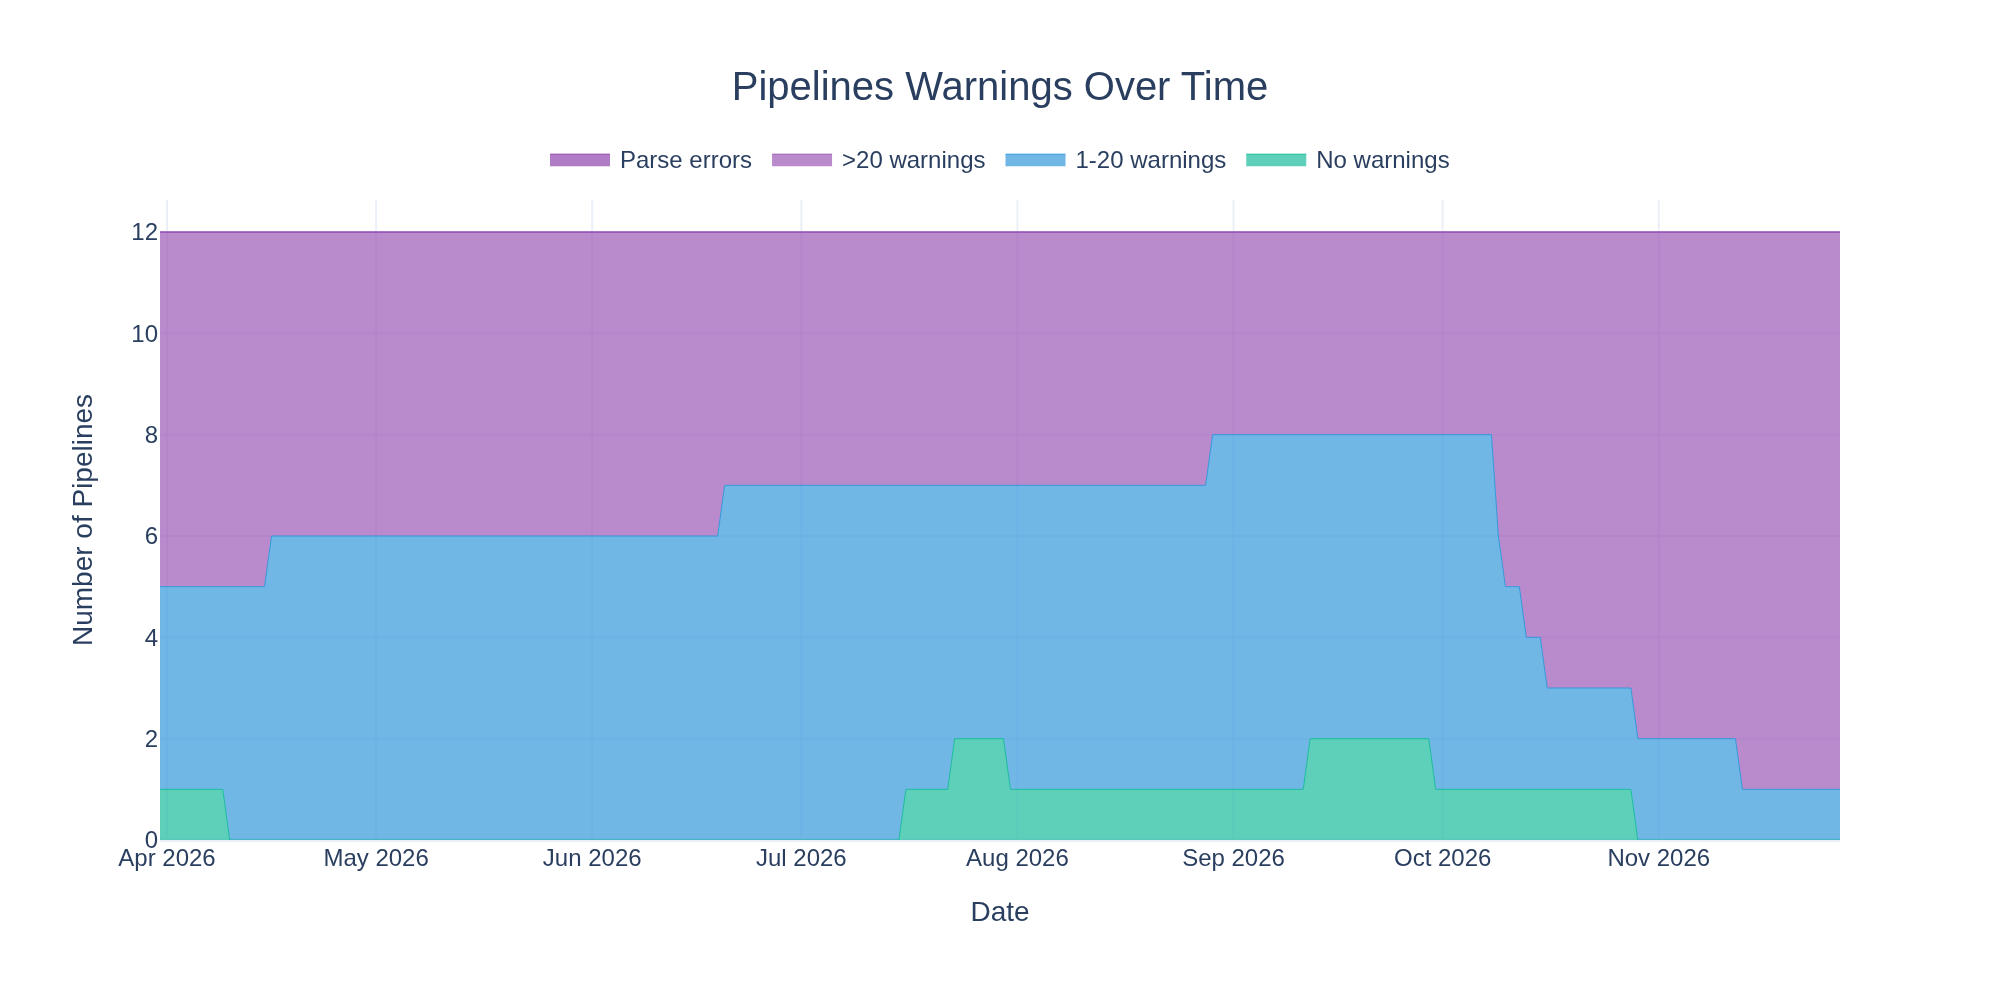 Pipelines Warnings Over Time
Parse errors >20 warnings 1-20 warnings No warnings
Number of Pipelines
12
10
8
6
4
2
0
Apr 2026 May 2026 Jun 2026 Jul 2026 Aug 2026 Sep 2026 Oct 2026 Nov 2026
Date